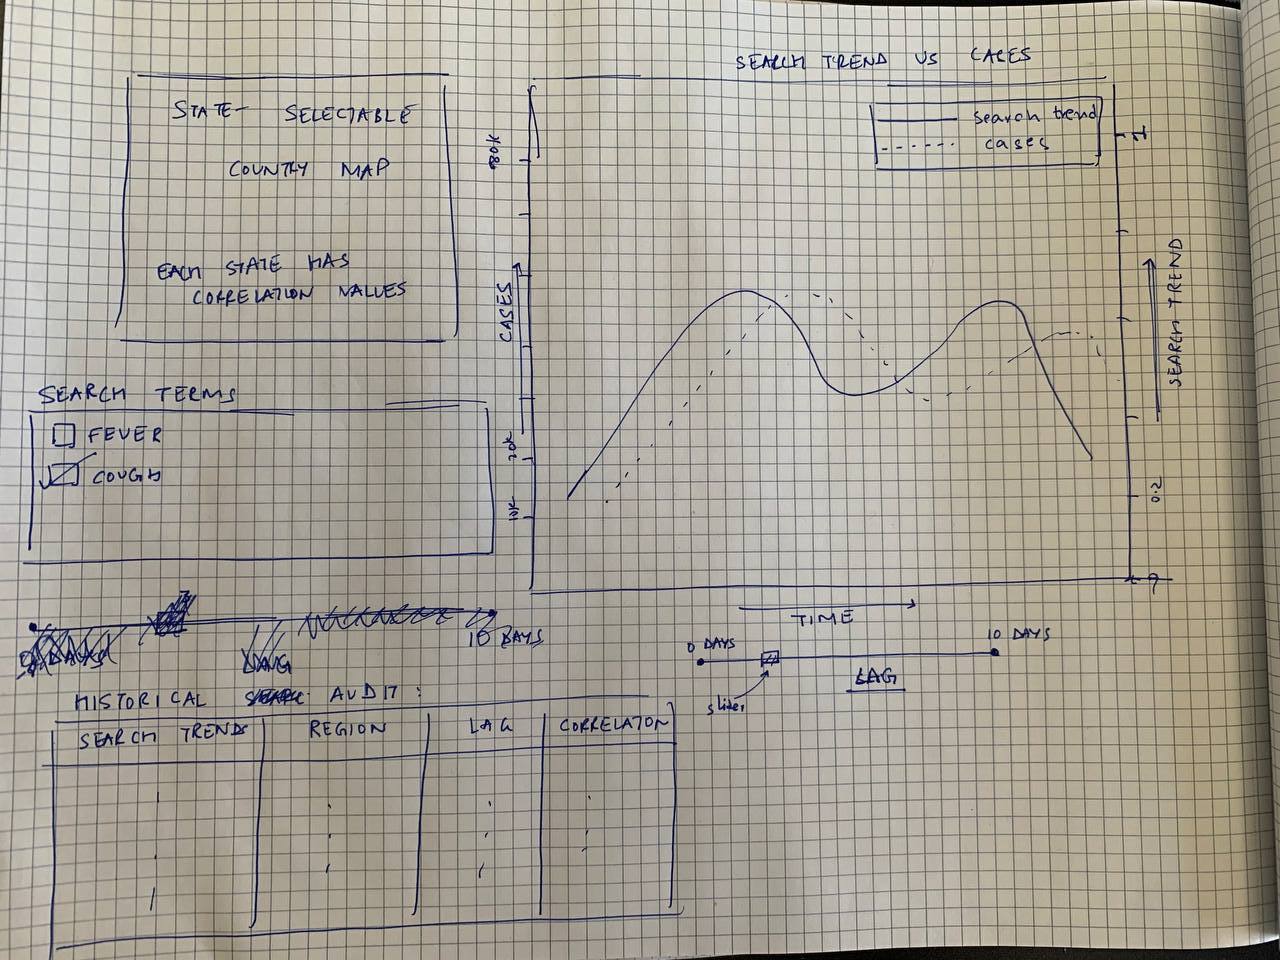 STATE- SELECTABLE
COUNTRY MAP
EACH STATE HAS
CORRELATION VALUES
SEARCH TERMS
FEVER
COUGH
10 DAYS
HISTORICAL AUDIT :
SEARCH TRENDS REGION LAG CORRELATON
SEARCH TREND VS CASES
search trend
cases
80K
CASES
20K
10K
SEARCH TREND
0.2
TIME
0 DAYS
10 DAYS
LAG
slider